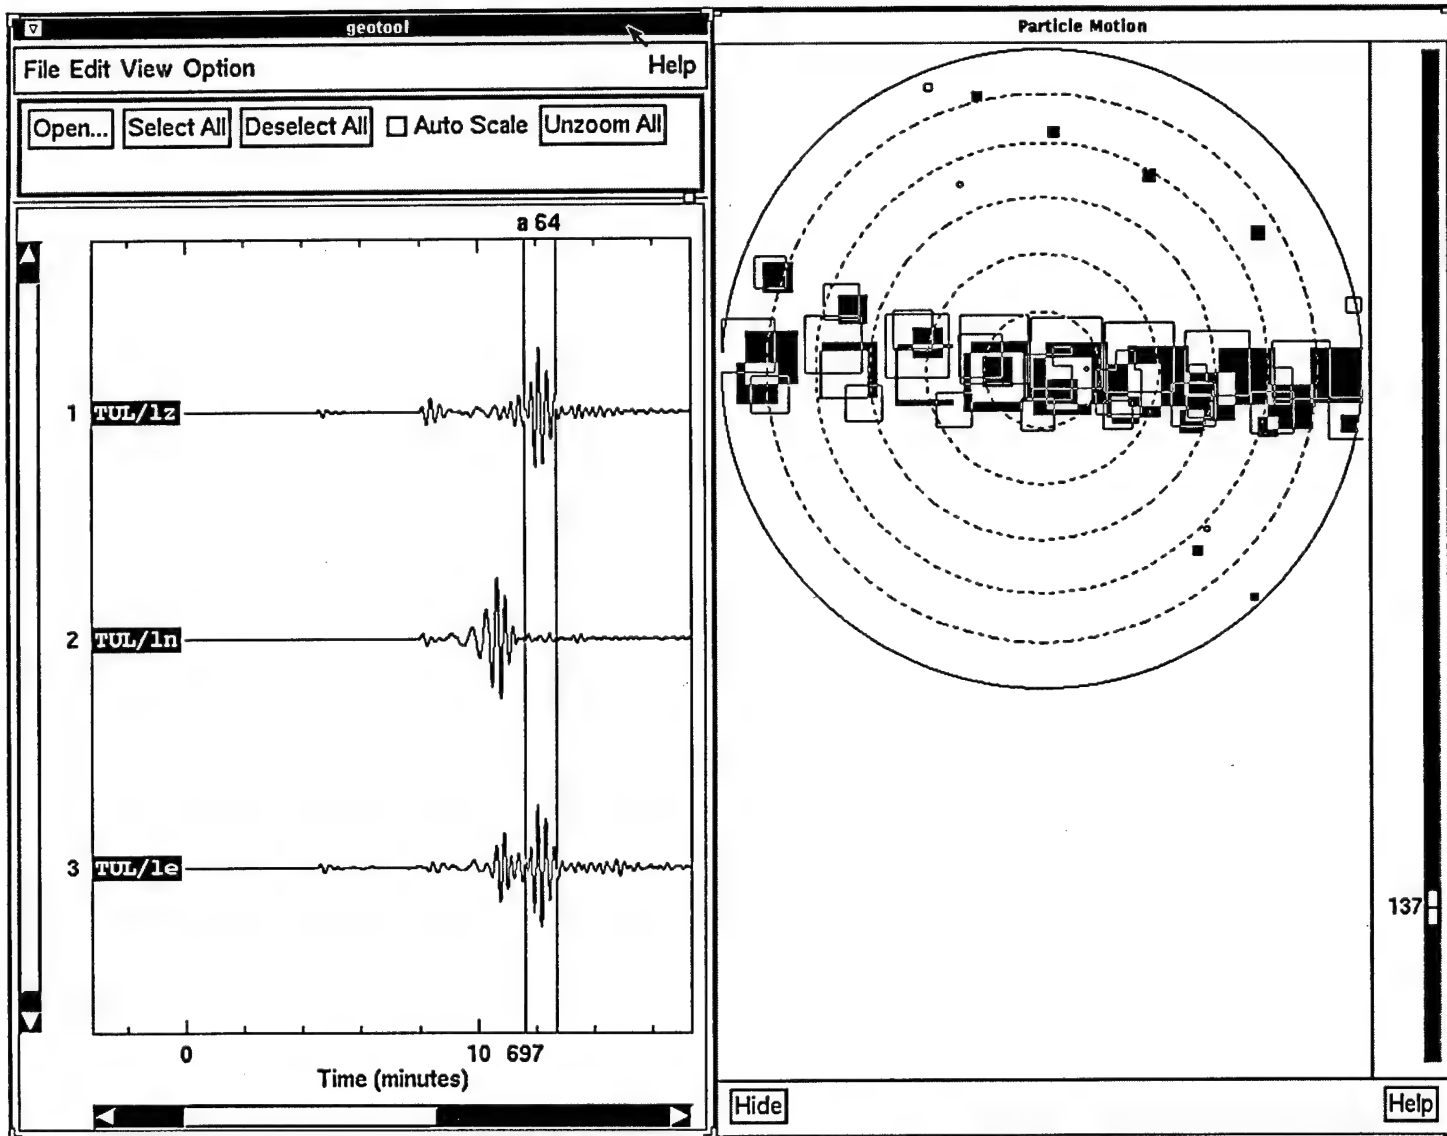 geotool
File Edit View Option Help
Open... Select All Deselect All Auto Scale Unzoom All
a 64
1 TUL/lz
2 TUL/ln
3 TUL/le
0 10 697
Time (minutes)
Particle Motion
137
Hide Help